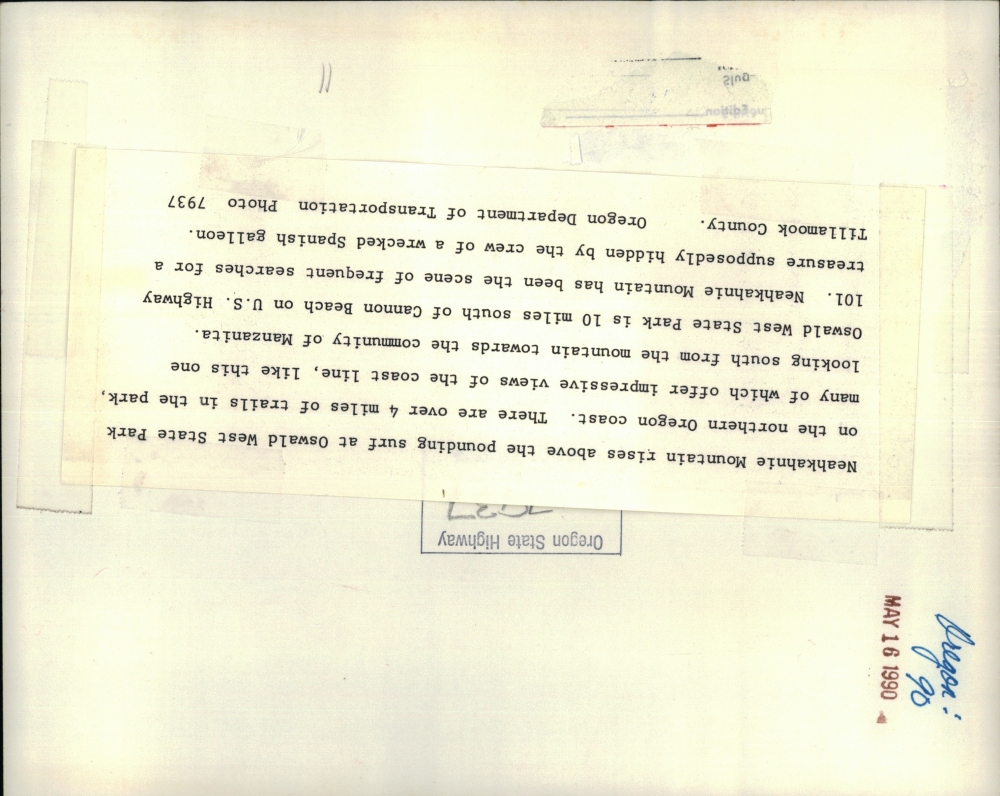 Neahkahnie Mountain rises above the pounding surf at Oswald West State Park
on the northern Oregon coast.  There are over 4 miles of trails in the park,
many of which offer impressive views of the coast line, like this one
looking south from the mountain towards the community of Manzanita.
Oswald West State Park is 10 miles south of Cannon Beach on U.S. Highway
101.  Neahkahnie Mountain has been the scene of frequent searches for a
treasure supposedly hidden by the crew of a wrecked Spanish galleon.
Tillamook County.     Oregon Department of Transportation  Photo  7937
Oregon State Highway
7937
MAY 16 1990
Oregon:
90